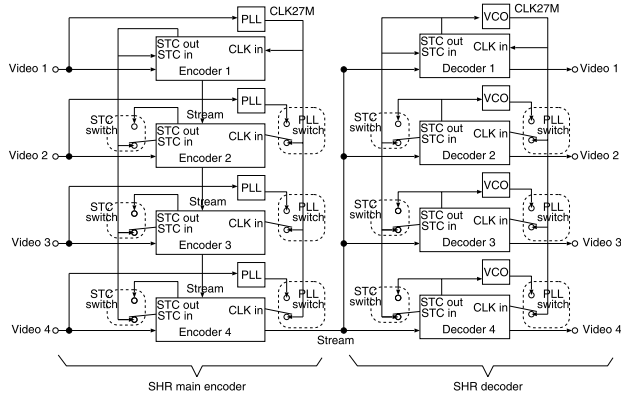 PLL
CLK27M
STC out
STC in
CLK in
Video 1
Encoder 1
PLL
Stream
STC
switch
STC out
STC in
CLK in
PLL
switch
Video 2
Encoder 2
PLL
Stream
STC
switch
STC out
STC in
CLK in
PLL
switch
Video 3
Encoder 3
PLL
Stream
STC
switch
STC out
STC in
CLK in
PLL
switch
Video 4
Encoder 4
Stream
SHR main encoder
VCO
CLK27M
STC out
STC in
CLK in
Decoder 1
Video 1
VCO
STC
switch
STC out
STC in
CLK in
PLL
switch
Decoder 2
Video 2
VCO
STC
switch
STC out
STC in
CLK in
PLL
switch
Decoder 3
Video 3
VCO
STC
switch
STC out
STC in
CLK in
PLL
switch
Decoder 4
Video 4
SHR decoder